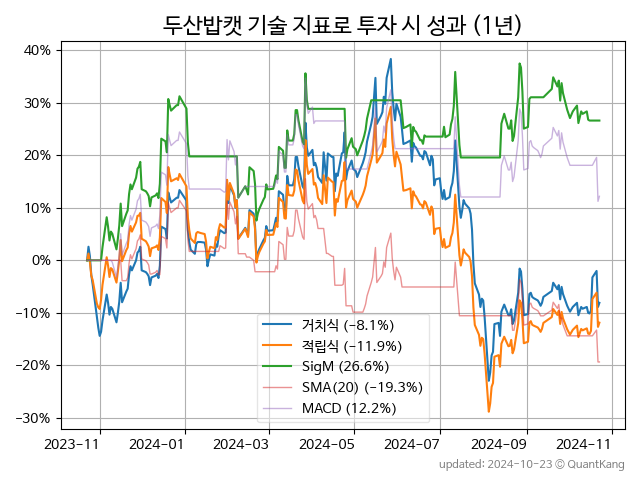 두산밥캣 기술 지표로 투자 시 성과 (1년)
40%
30%
20%
10%
0%
−10%
−20%
−30%
거치식 (−8.1%)
적립식 (−11.9%)
SigM (26.6%)
SMA(20) (−19.3%)
MACD (12.2%)
2023−11
2024−01
2024−03
2024−05
2024−07
2024−09
2024−11
updated: 2024-10-23 © QuantKang